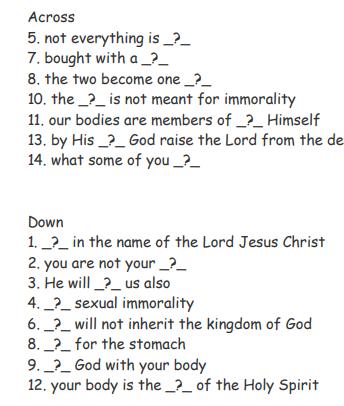 Across
5. not everything is _?_
7. bought with a _?_
8. the two become one _?_
10. the _?_ is not meant for immorality
11. our bodies are members of _?_ Himself
13. by His _?_ God raise the Lord from the de
14. what some of you _?_
Down
1. _?_ in the name of the Lord Jesus Christ
2. you are not your _?_
3. He will _?_ us also
4. _?_ sexual immorality
6. _?_ will not inherit the kingdom of God
8. _?_ for the stomach
9. _?_ God with your body
12. your body is the _?_ of the Holy Spirit